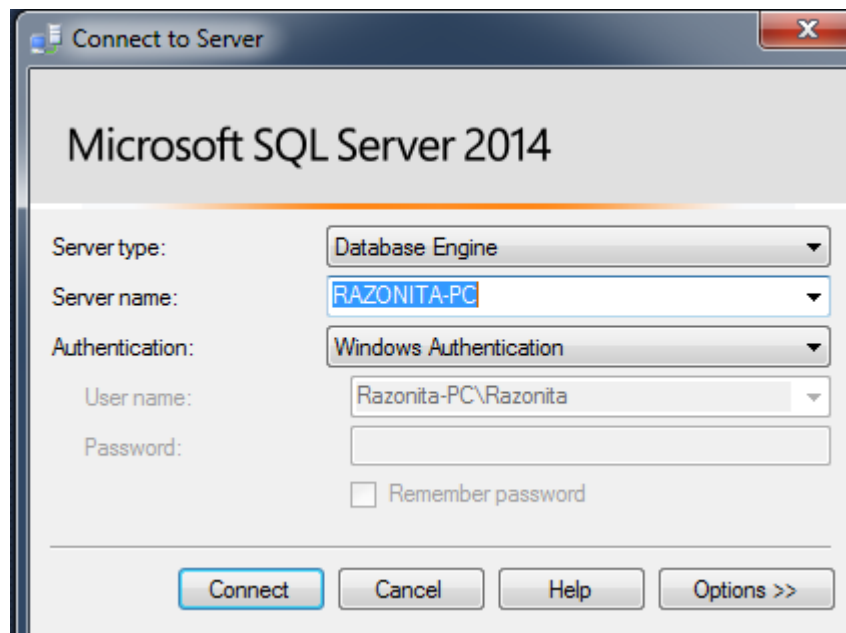 Connect to Server
Microsoft SQL Server 2014
Server type: Database Engine
Server name: RAZONITA-PC
Authentication: Windows Authentication
User name: Razonita-PC\Razonita
Password:
Remember password
Connect Cancel Help Options >>